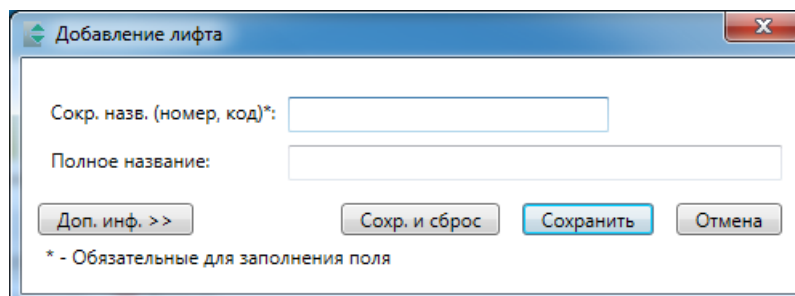 Добавление лифта
Сокр. назв. (номер, код)*:
Полное название:
Доп. инф. >> Сохр. и сброс Сохранить Отмена
* - Обязательные для заполнения поля